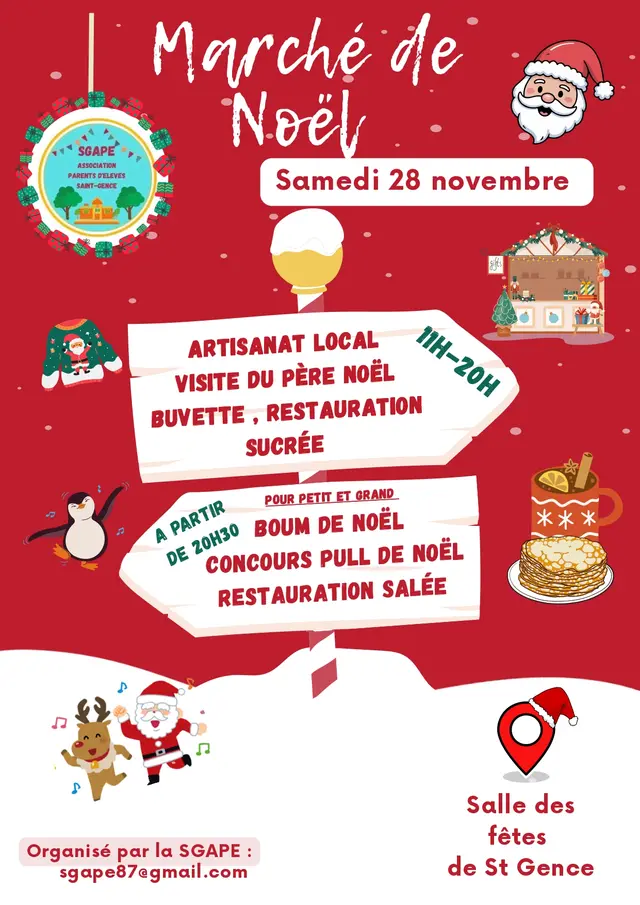 Marché de
Noël
SGAPE
ASSOCIATION
PARENTS D'ELEVES
SAINT-GENCE
Samedi 28 novembre
gifts
ARTISANAT LOCAL
11H-20H
VISITE DU PÈRE NOËL
BUVETTE , RESTAURATION
SUCRÉE
A PARTIR
DE 20H30
POUR PETIT ET GRAND
BOUM DE NOËL
CONCOURS PULL DE NOËL
RESTAURATION SALÉE
Salle des
fêtes
de St Gence
Organisé par la SGAPE :
sgape87@gmail.com